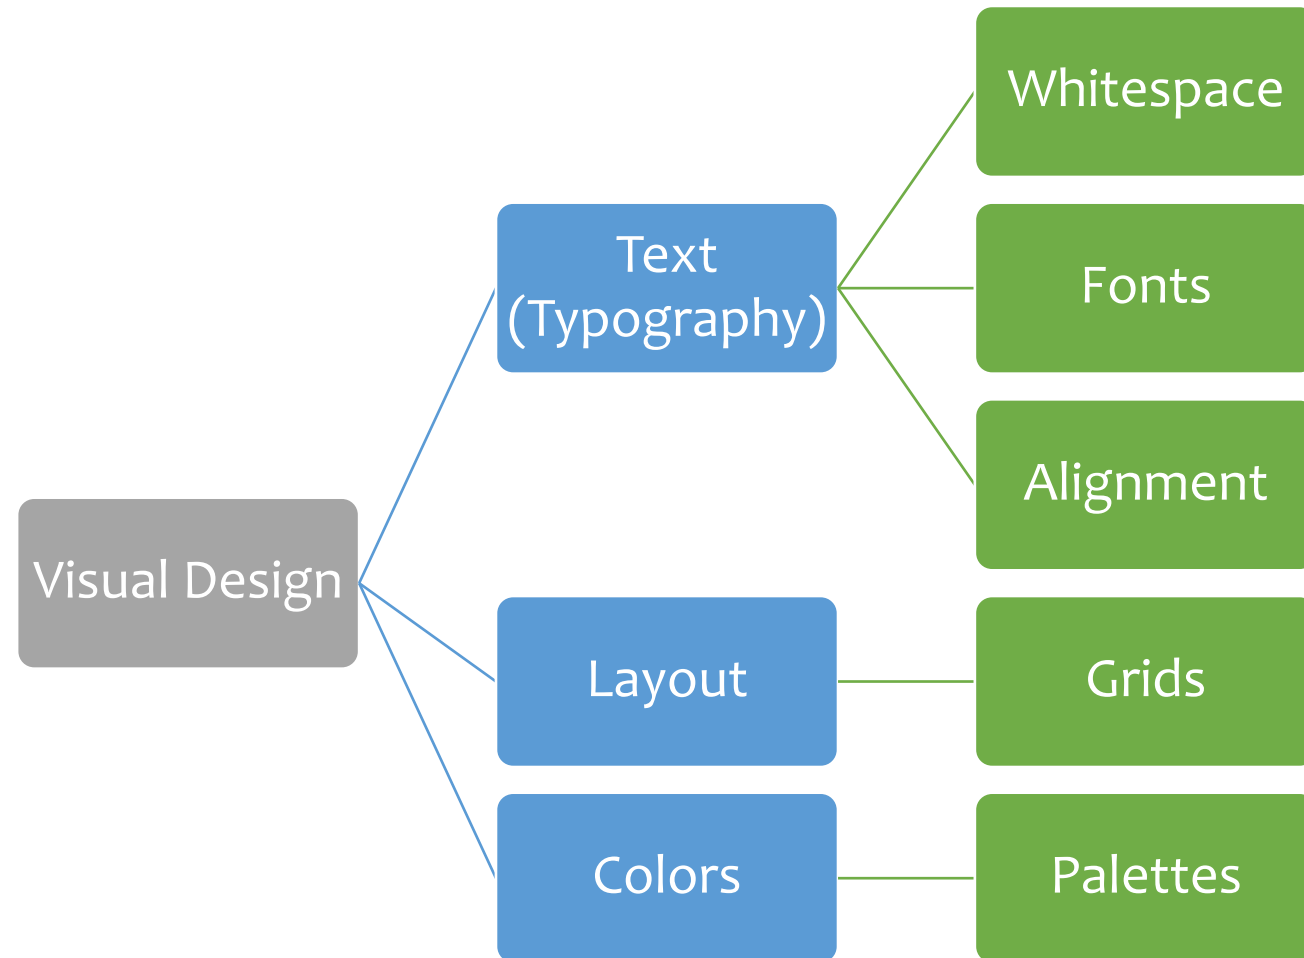 Visual Design
Text
(Typography)
Whitespace
Fonts
Alignment
Layout
Grids
Colors
Palettes